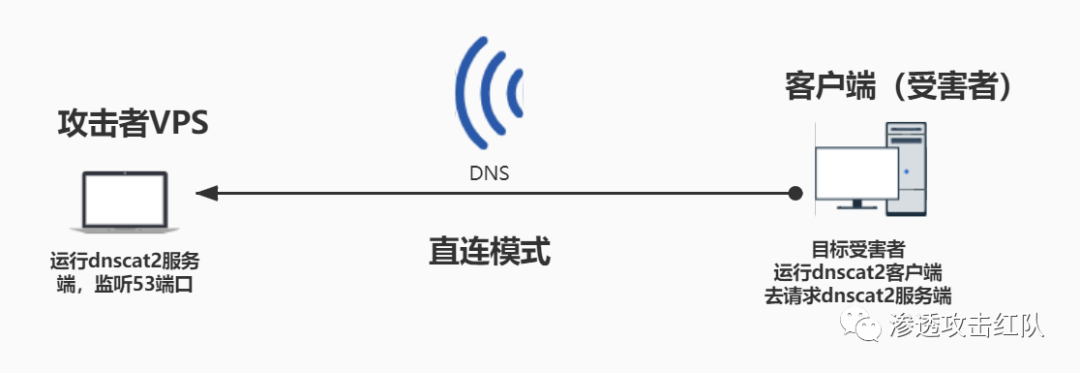 攻击者VPS
运行dnscat2服务
端，监听53端口
DNS
直连模式
客户端（受害者）
目标受害者
运行dnscat2客户端
去请求dnscat2服务端
渗透攻击红队